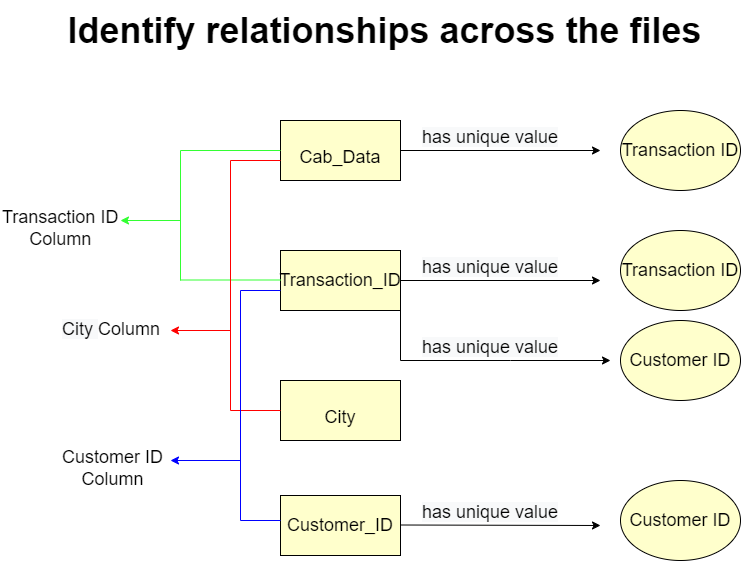 Identify relationships across the files
has unique value
Cab_Data
Transaction ID
Transaction ID
Column
has unique value
Transaction_ID
Transaction ID
City Column
has unique value
Customer ID
City
Customer ID
Column
has unique value
Customer_ID
Customer ID